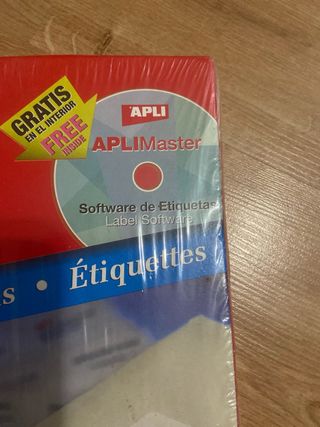 GRATIS
EN EL INTERIOR
FREE
INSIDE
APLI
APLIMaster
Software de Etiquetas
Label Software
s • Étiquettes